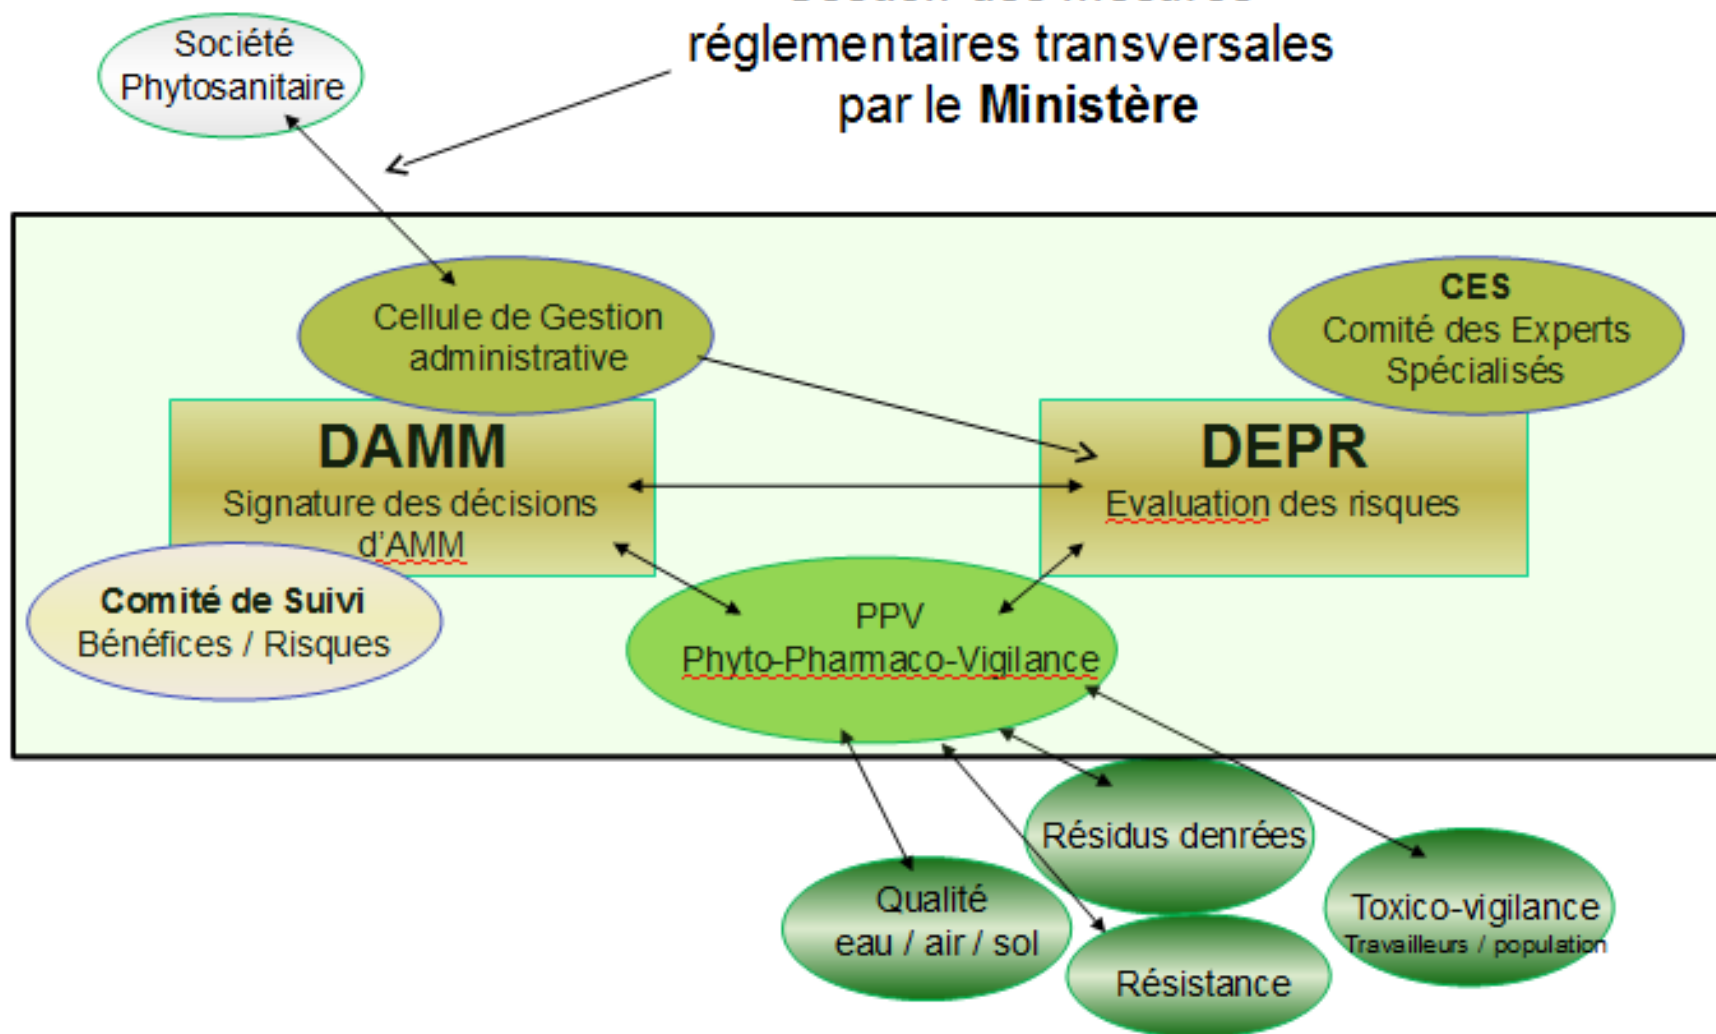 Société
Phytosanitaire
réglementaires transversales
par le Ministère
Cellule de Gestion
administrative
CES
Comité des Experts
Spécialisés
DAMM
Signature des décisions
d'AMM
DEPR
Evaluation des risques
Comité de Suivi
Bénéfices / Risques
PPV
Phyto-Pharmaco-Vigilance
Résidus denrées
Qualité
eau / air / sol
Toxico-vigilance
Travailleurs / population
Résistance